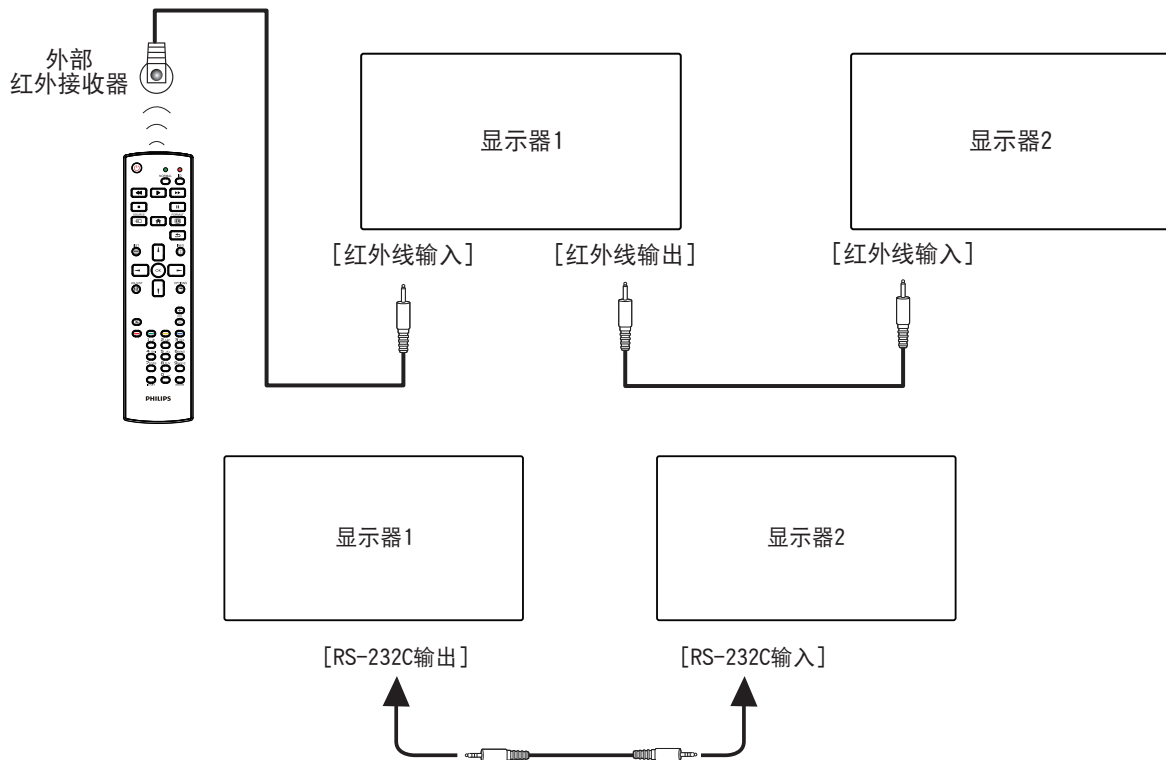 外部
红外接收器
显示器1
显示器2
[红外线输入]
[红外线输出]
[红外线输入]
PHILIPS
显示器1
显示器2
[RS-232C输出]
[RS-232C输入]